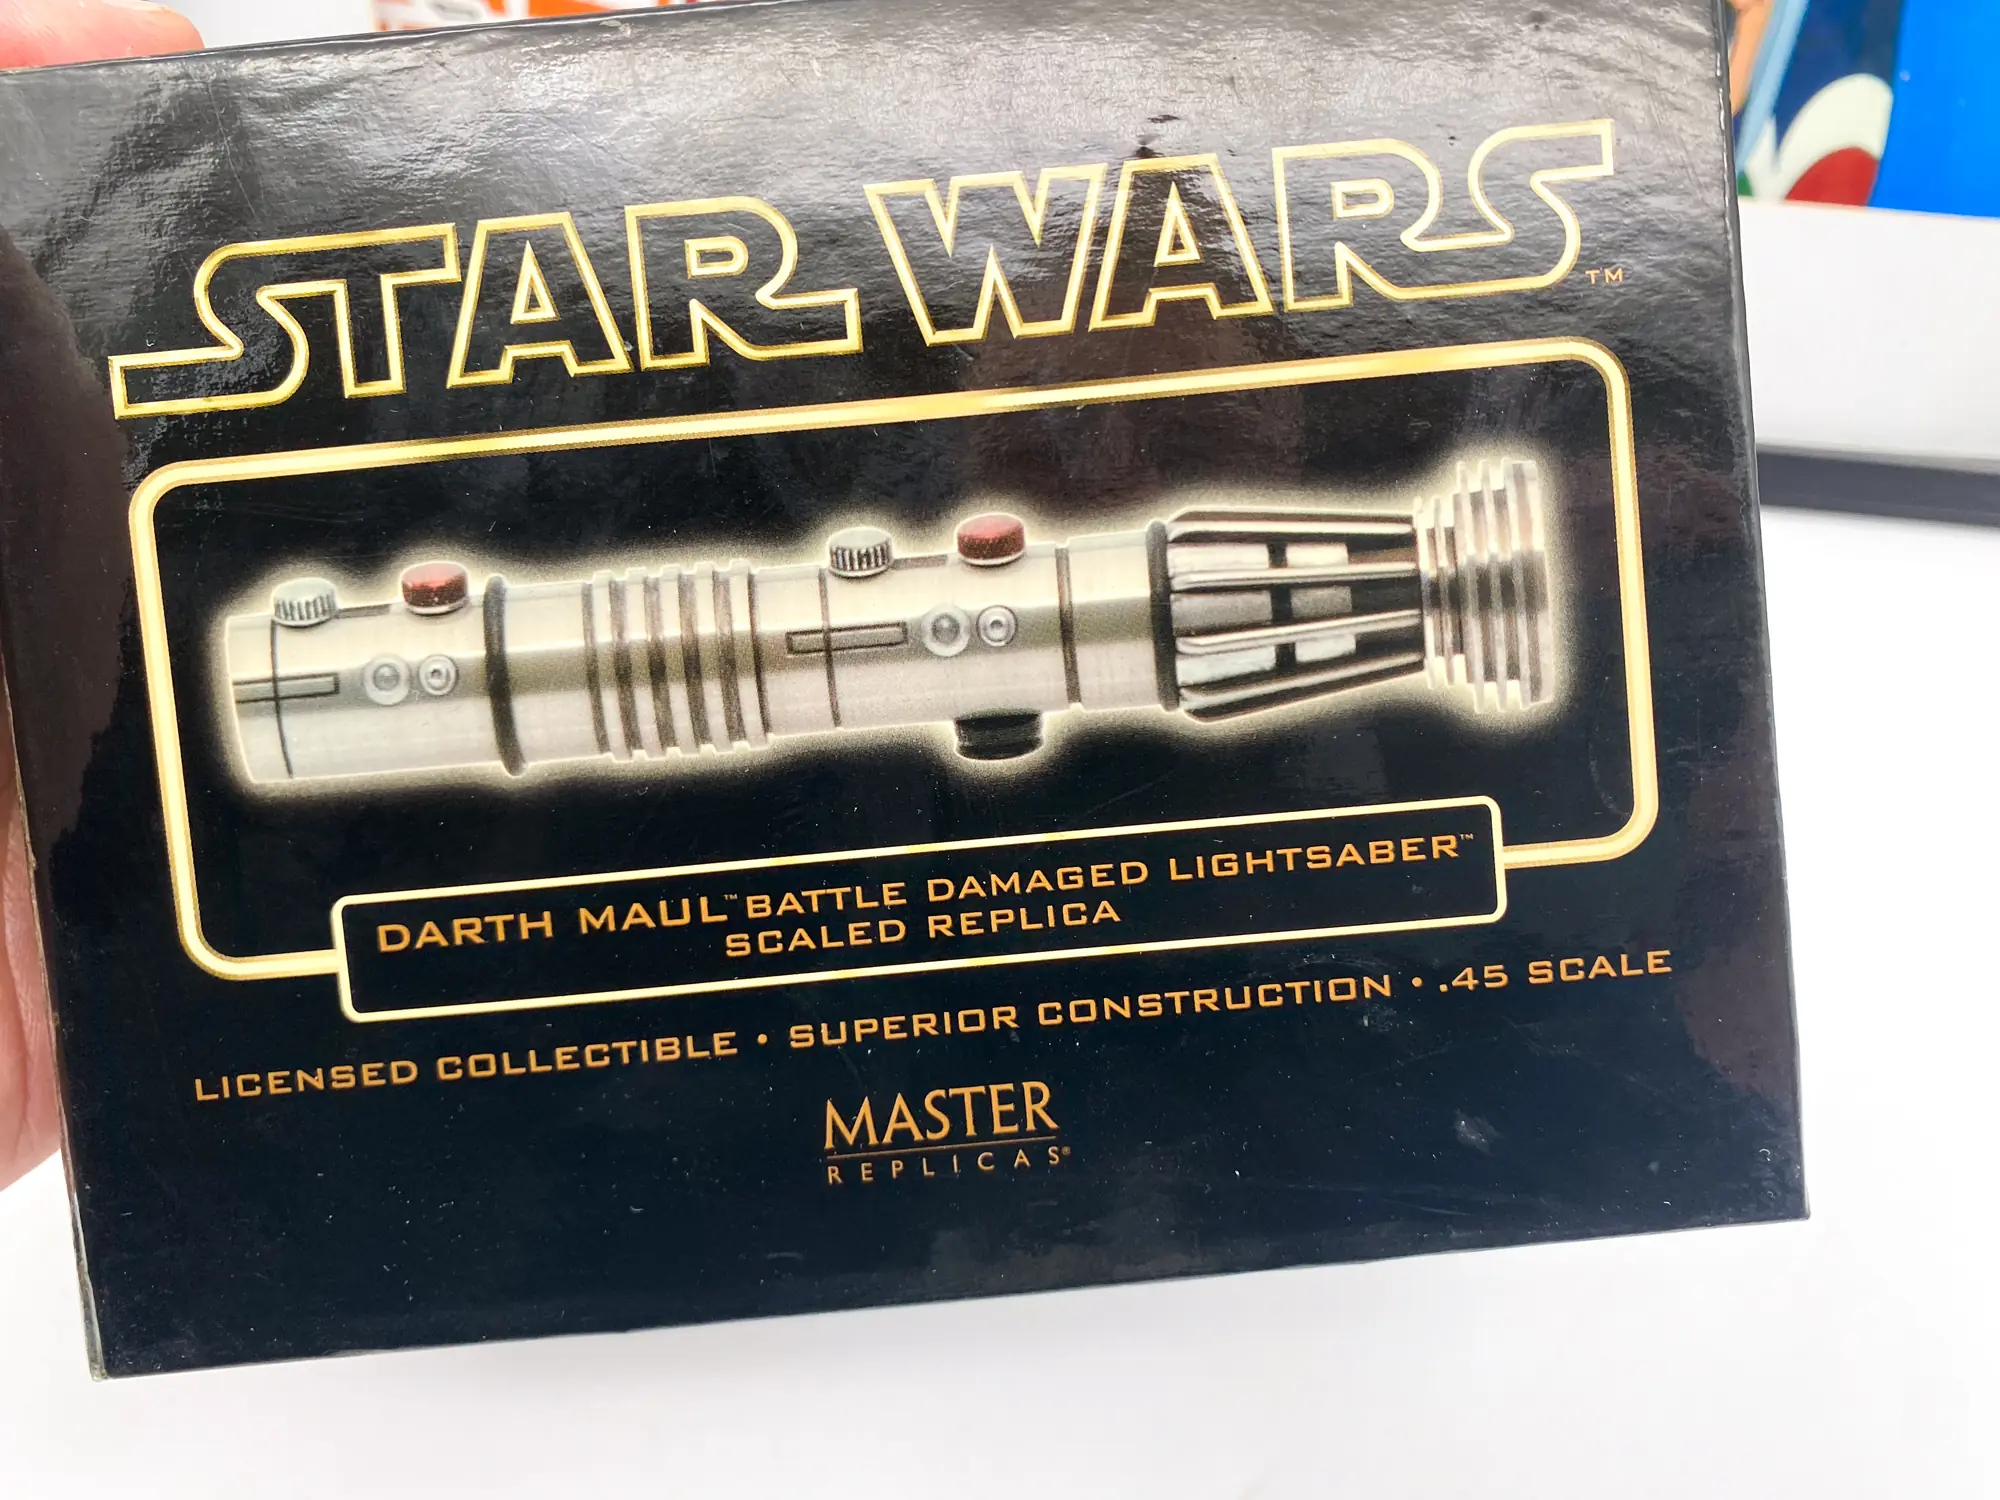 STAR WARS™
DARTH MAUL™ BATTLE DAMAGED LIGHTSABER™
SCALED REPLICA
LICENSED COLLECTIBLE • SUPERIOR CONSTRUCTION • .45 SCALE
MASTER
REPLICAS®